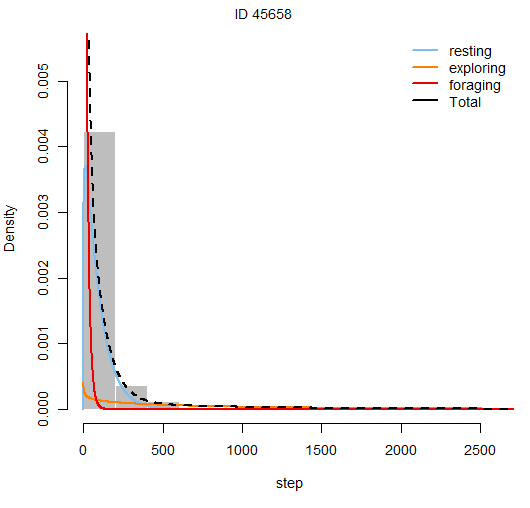 ID 45658
resting
exploring
foraging
Total
Density
0.005
0.004
0.003
0.002
0.001
0.000
0 500 1000 1500 2000 2500
step